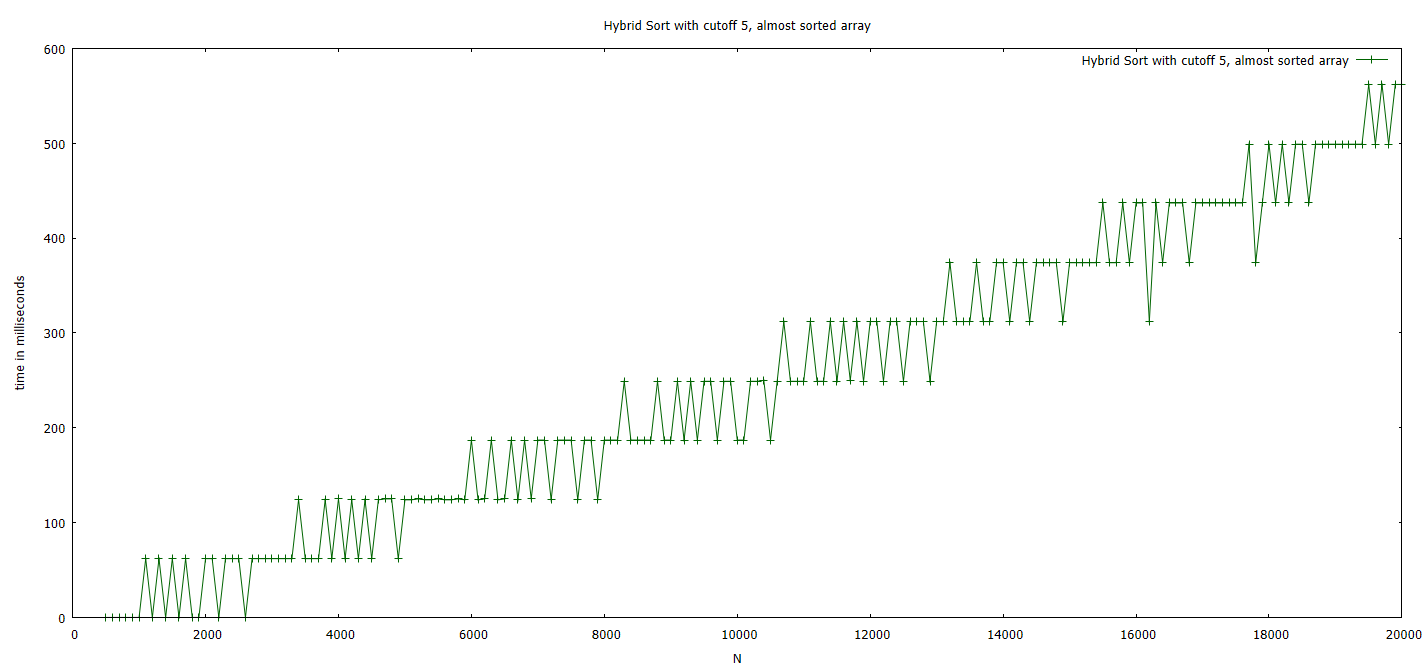 Hybrid Sort with cutoff 5, almost sorted array
Hybrid Sort with cutoff 5, almost sorted array
600
500
400
300
200
100
0
time in milliseconds
0 2000 4000 6000 8000 10000 12000 14000 16000 18000 20000
N